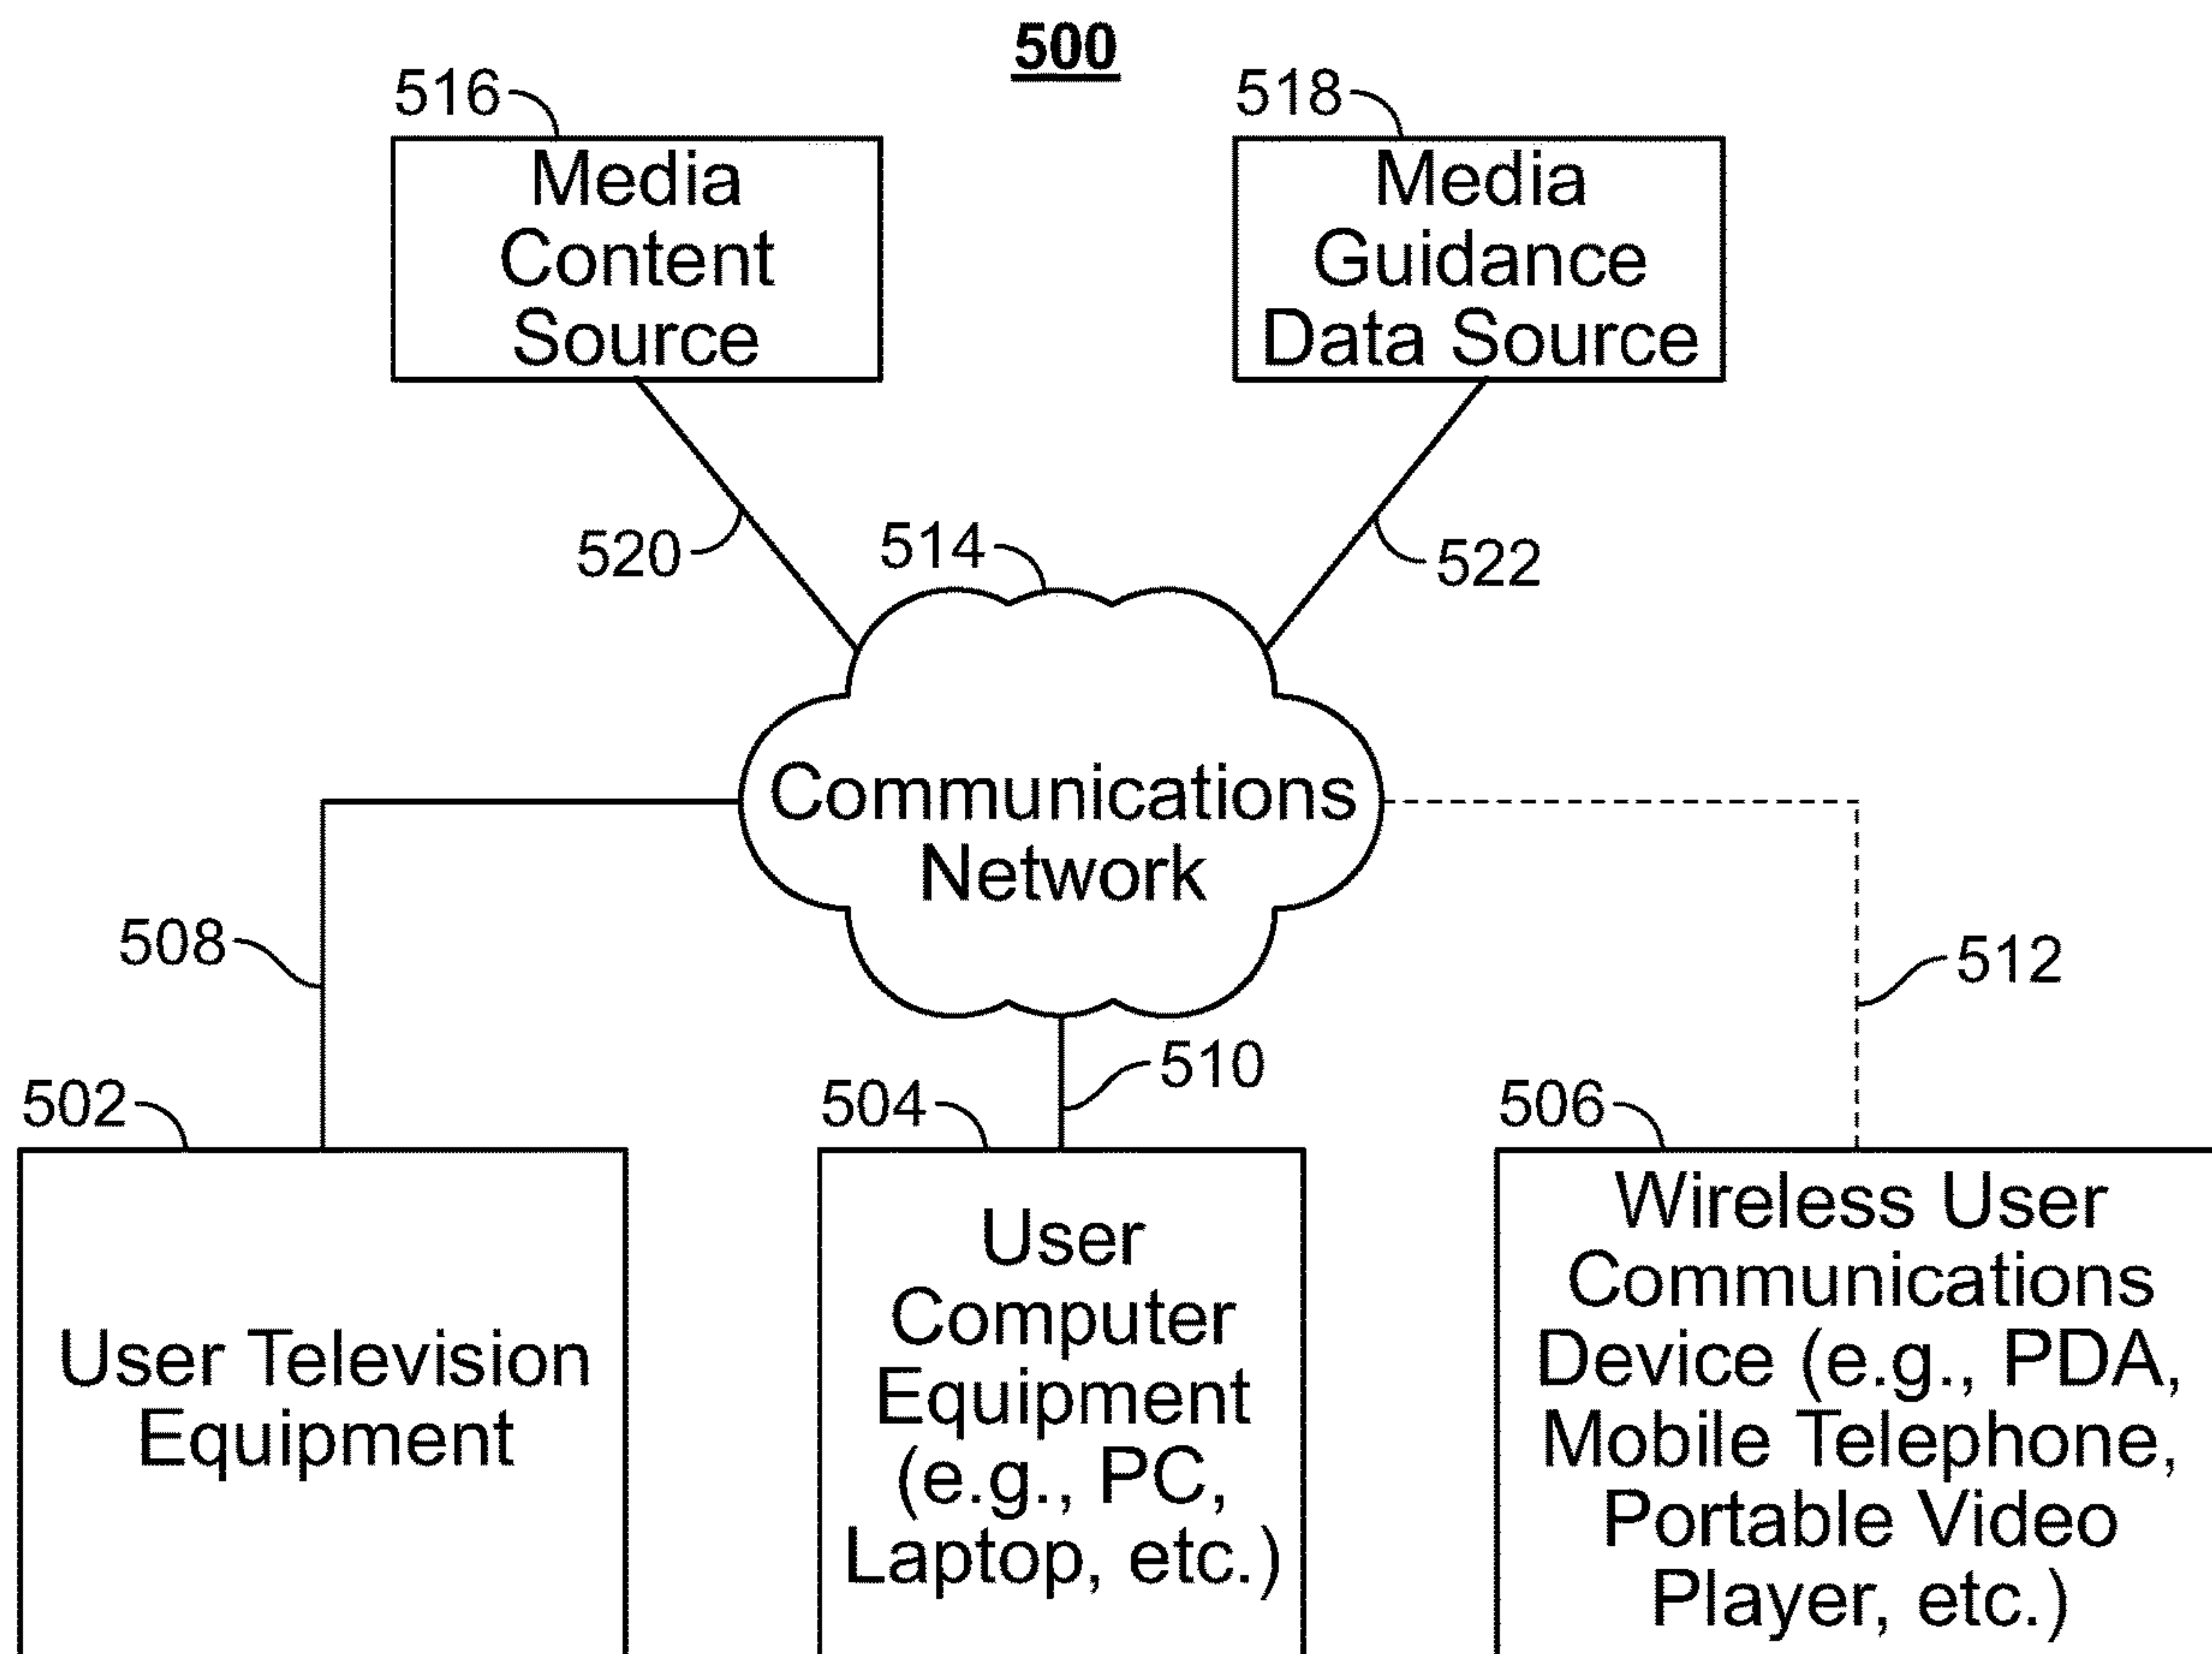 500
516
518
Media
Content
Source
Media
Guidance
Data Source
520
514
522
Communications
Network
508
512
510
502
504
506
User Television
Equipment
User
Computer
Equipment
(e.g., PC,
Laptop, etc.)
Wireless User
Communications
Device (e.g., PDA,
Mobile Telephone,
Portable Video
Player, etc.)